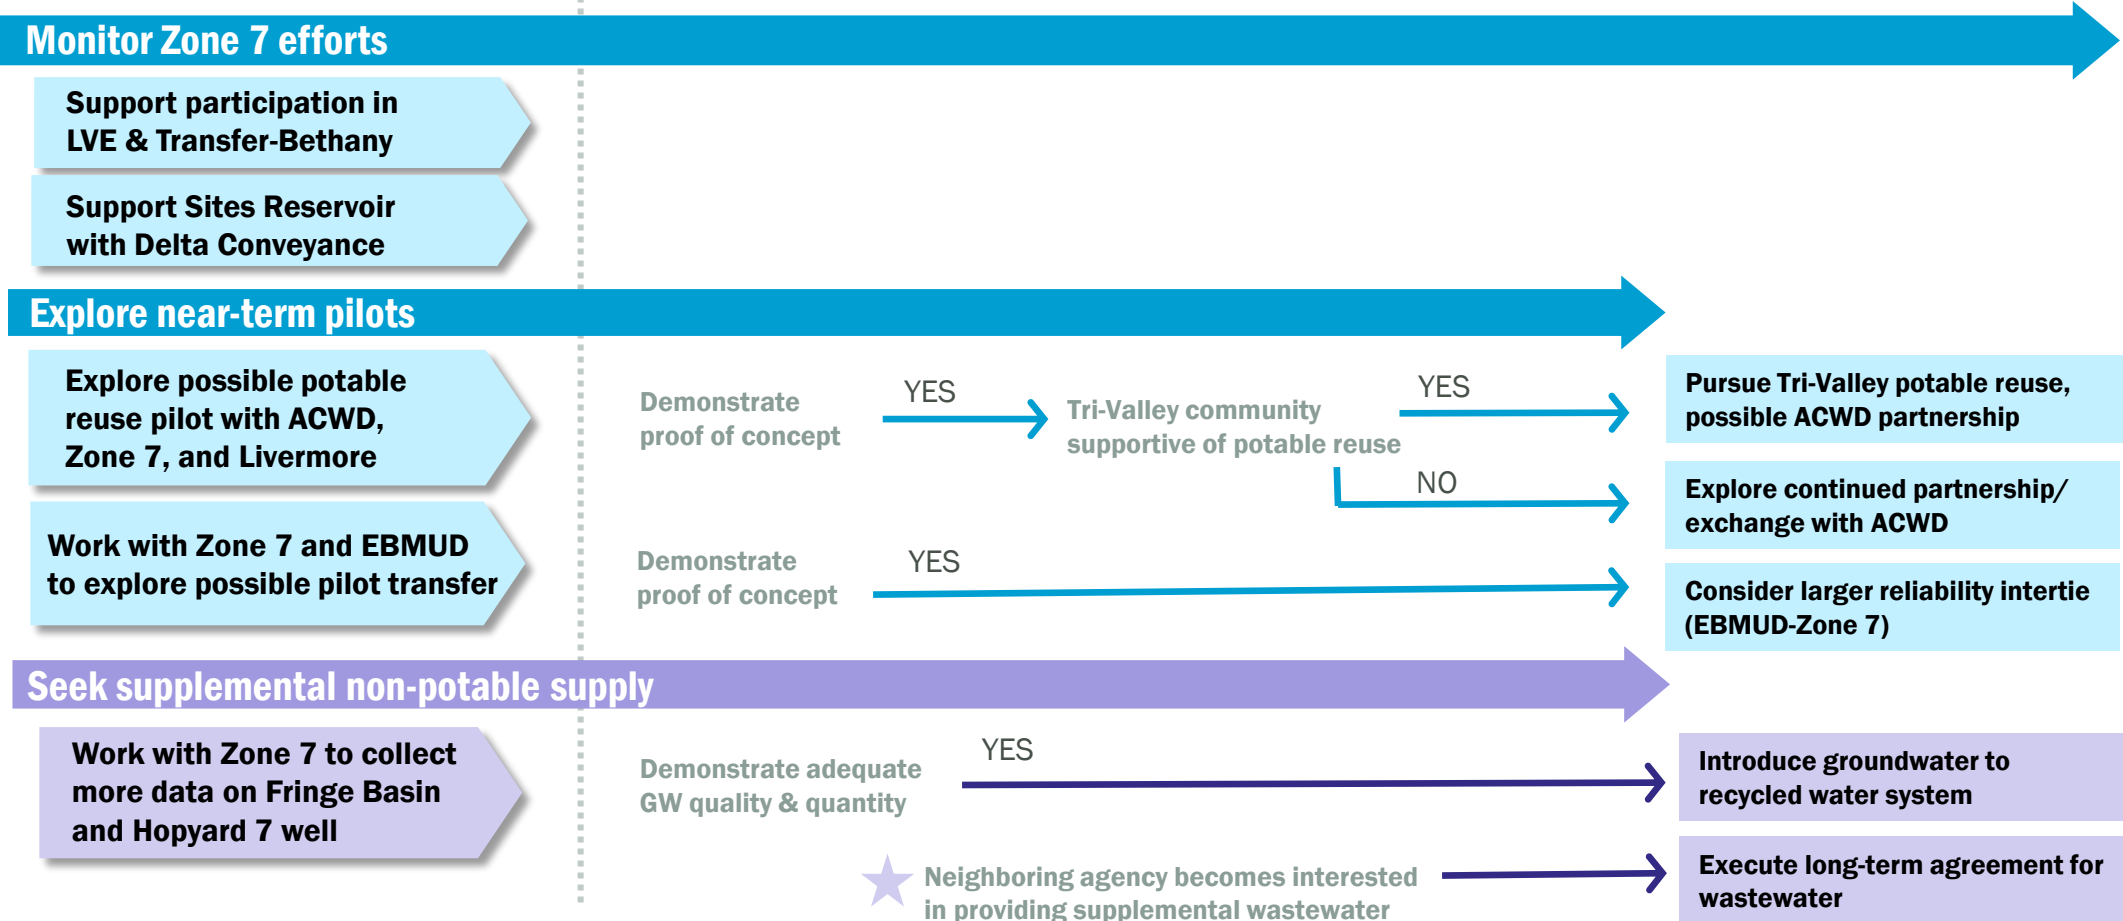 Monitor Zone 7 efforts
Support participation in
LVE & Transfer-Bethany
Support Sites Reservoir
with Delta Conveyance
Explore near-term pilots
Explore possible potable
reuse pilot with ACWD,
Zone 7, and Livermore
Demonstrate
proof of concept
YES
Tri-Valley community
supportive of potable reuse
YES
Pursue Tri-Valley potable reuse,
possible ACWD partnership
NO
Explore continued partnership/
exchange with ACWD
Work with Zone 7 and EBMUD
to explore possible pilot transfer
Demonstrate
proof of concept
YES
Consider larger reliability intertie
(EBMUD-Zone 7)
Seek supplemental non-potable supply
Work with Zone 7 to collect
more data on Fringe Basin
and Hopyard 7 well
Demonstrate adequate
GW quality & quantity
YES
Introduce groundwater to
recycled water system
Neighboring agency becomes interested
in providing supplemental wastewater
Execute long-term agreement for
wastewater